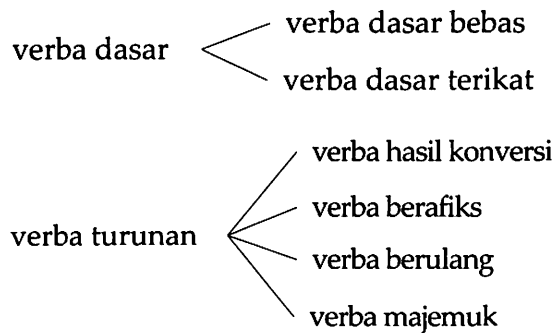 verba dasar
verba dasar bebas
verba dasar terikat
verba turunan
verba hasil konversi
verba berafiks
verba berulang
verba majemuk